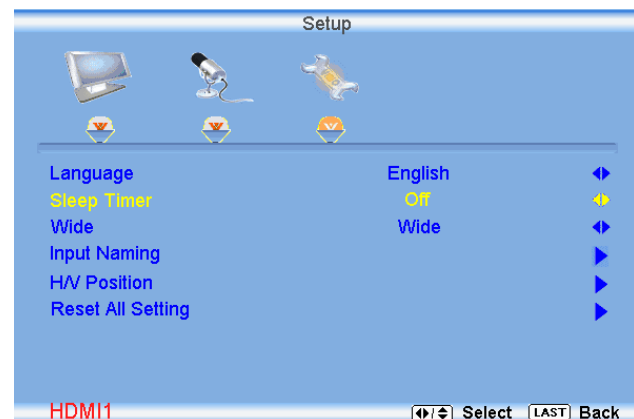 Setup
Language English
Sleep Timer Off
Wide Wide
Input Naming
H/V Position
Reset All Setting
HDMI1 Select LAST Back